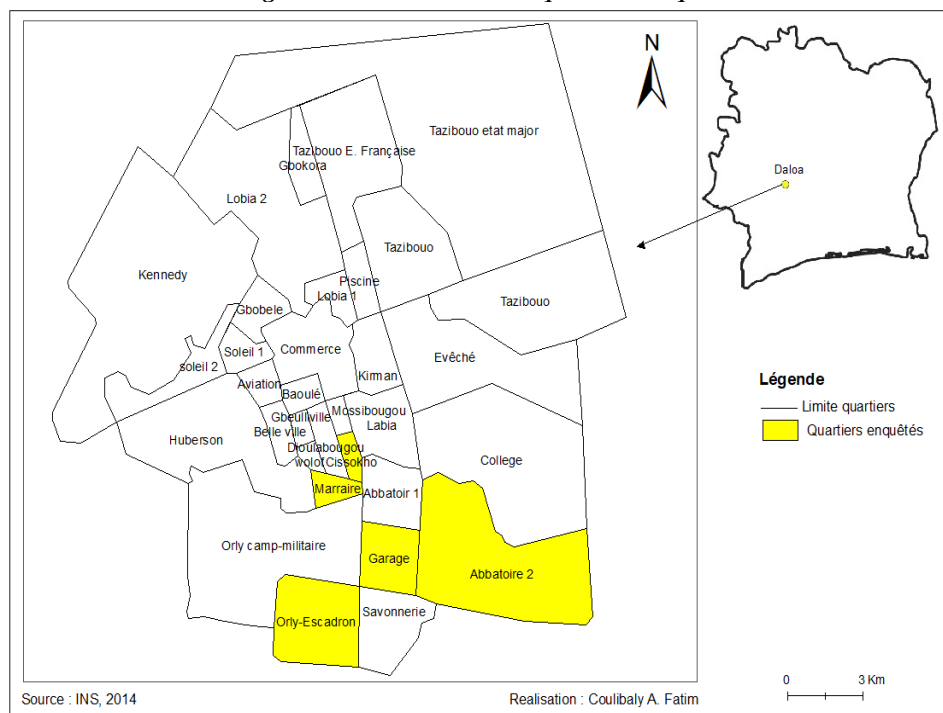 N
Tazibouo etat major
Tazibouo E. Française
Gbokora
Daloa
Lobia 2
Tazibouo
Kennedy
Piscine
Lobia 1
Tazibouo
Gbobele
Soleil 1
Commerce
Evêché
soleil 2
Kirman
Légende
Aviation
Baoulé
Limite quartiers
Mossibougou
Gbeuliville
Labia
Belle ville
Quartiers enquêtés
Huberson
Dioulabougou
wolof Cissokho
College
Marraire
Abbatoir 1
Orly camp-militaire
Garage
Abbatoire 2
Savonnerie
Orly-Escadron
Source : INS, 2014
Realisation : Coulibaly A. Fatim
0 3 Km